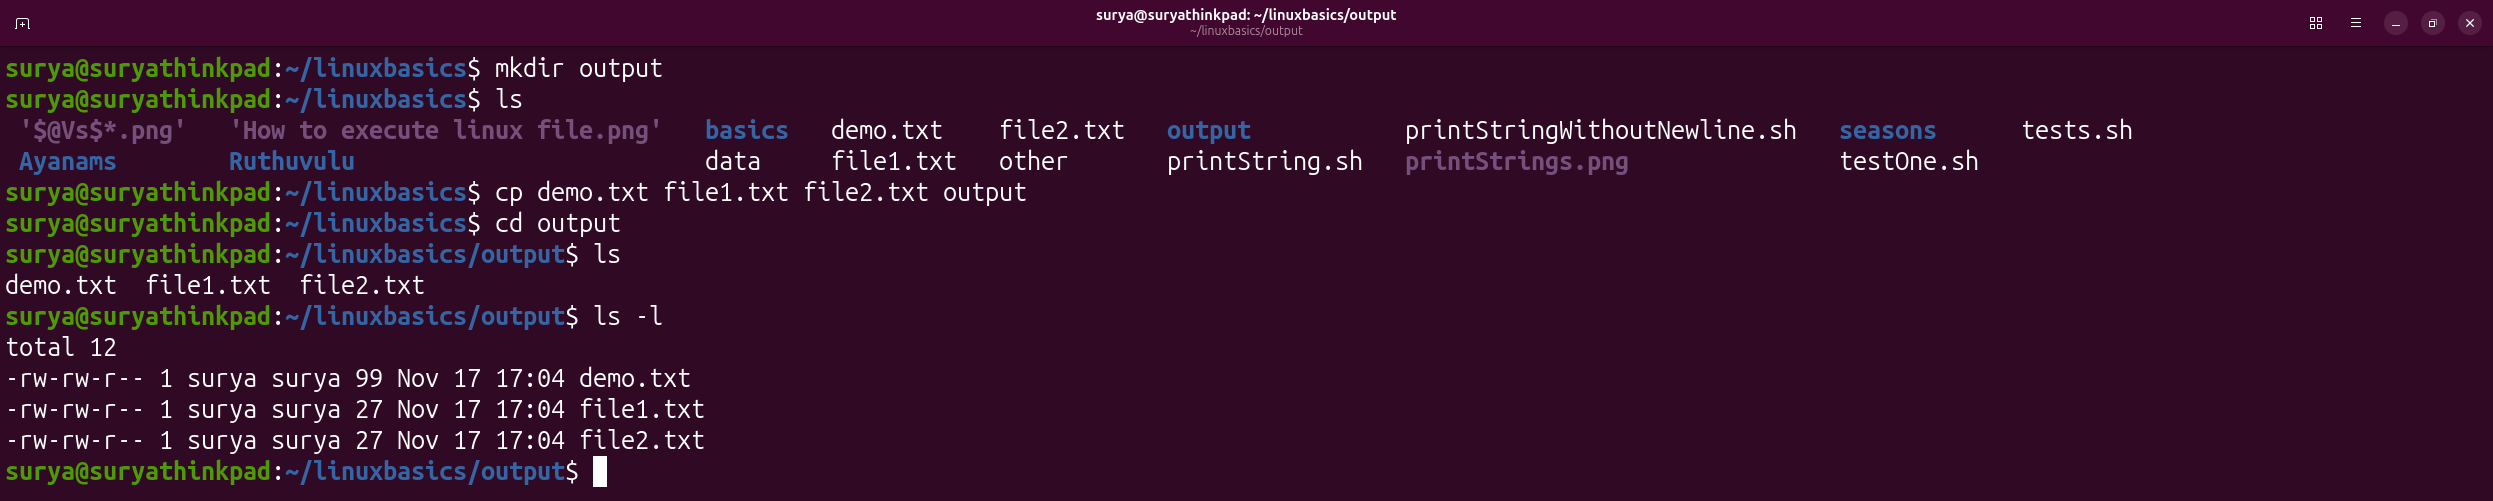 surya@suryathinkpad: ~/linuxbasics/output
~/linuxbasics/output
surya@suryathinkpad:~/linuxbasics$ mkdir output
surya@suryathinkpad:~/linuxbasics$ ls
'$@Vs$*.png' 'How to execute linux file.png' basics demo.txt file2.txt output printStringWithoutNewline.sh seasons tests.sh
Ayanams Ruthuvulu data file1.txt other printString.sh printStrings.png testOne.sh
surya@suryathinkpad:~/linuxbasics$ cp demo.txt file1.txt file2.txt output
surya@suryathinkpad:~/linuxbasics$ cd output
surya@suryathinkpad:~/linuxbasics/output$ ls
demo.txt file1.txt file2.txt
surya@suryathinkpad:~/linuxbasics/output$ ls -l
total 12
-rw-rw-r-- 1 surya surya 99 Nov 17 17:04 demo.txt
-rw-rw-r-- 1 surya surya 27 Nov 17 17:04 file1.txt
-rw-rw-r-- 1 surya surya 27 Nov 17 17:04 file2.txt
surya@suryathinkpad:~/linuxbasics/output$